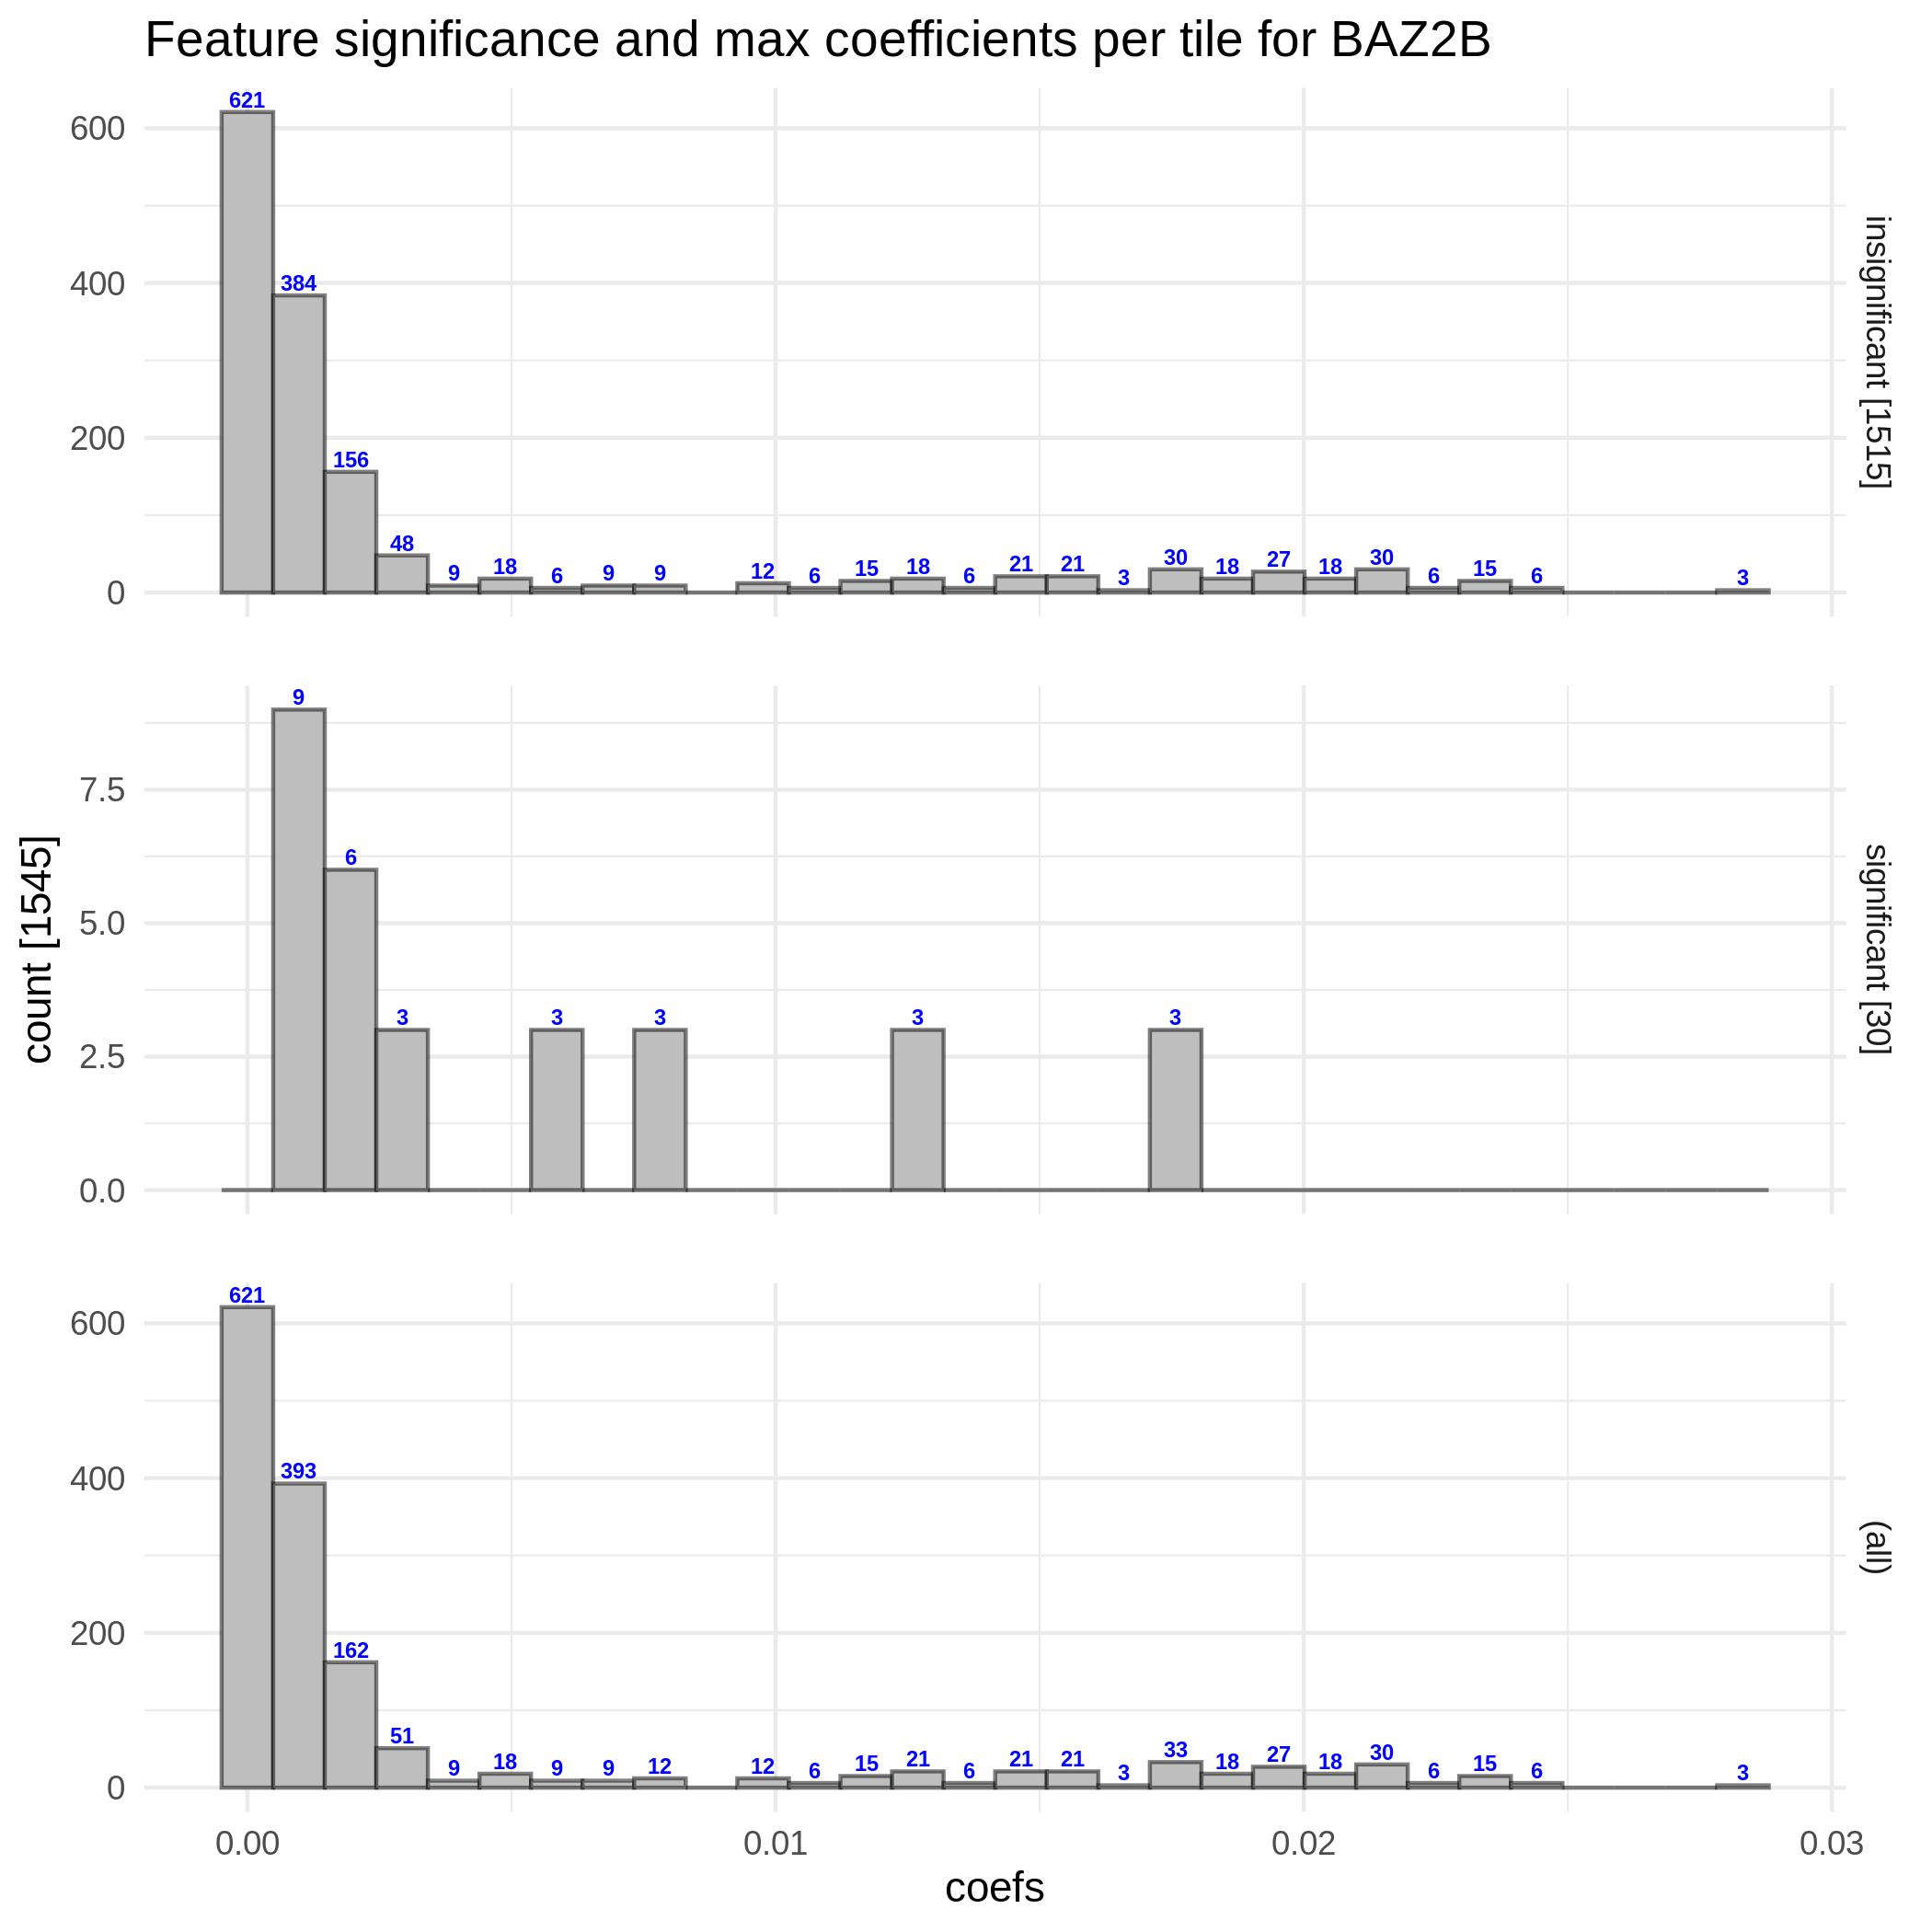 Feature significance and max coefficients per tile for BAZ2B
621
600
384
400
insignificant [1515]
200
156
48
9 18 6 9 9 12 6 15 18 6 21 21 3 30 18 27 18 30 6 15 6 3
0
9
7.5
6
5.0
count [1545]
significant [30]
3 3 3 3 3
2.5
0.0
621
600
393
400
(all)
200
162
51
9 18 9 9 12 12 6 15 21 6 21 21 3 33 18 27 18 30 6 15 6 3
0
0.00 0.01 0.02 0.03
coefs